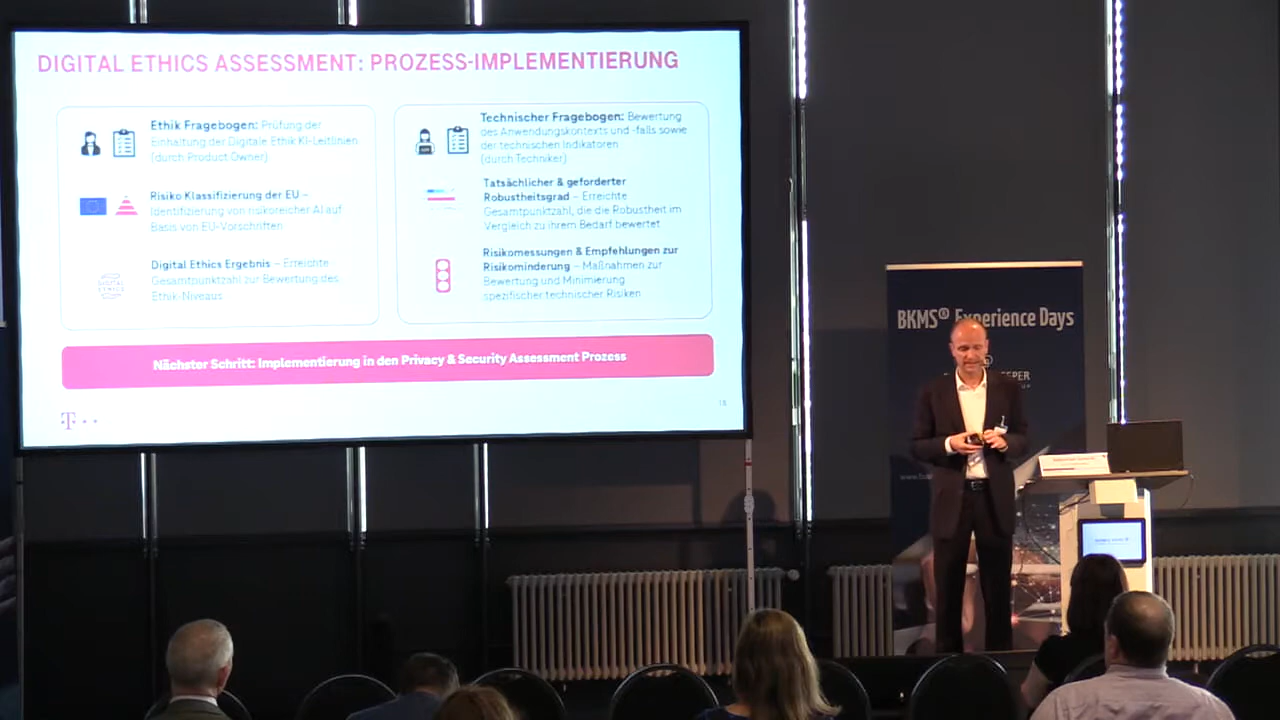 DIGITAL ETHICS ASSESSMENT: PROZESS-IMPLEMENTIERUNG
Ethik Fragebogen: Prüfung der
Einhaltung der Digitale Ethik KI-Leitlinien
(durch Product Owner)
Risiko Klassifizierung der EU –
Identifizierung von risikoreicher AI auf
Basis von EU-Vorschriften
DIGITAL
ETHICS
Digital Ethics Ergebnis – Erreichte
Gesamtpunktzahl zur Bewertung des
Ethik-Niveaus
Technischer Fragebogen: Bewertung
des Anwendungskontexts und -falls sowie
der technischen Indikatoren
(durch Techniker)
Tatsächlicher & geforderter
Robustheitsgrad – Erreichte
Gesamtpunktzahl, die die Robustheit im
Vergleich zu ihrem Bedarf bewertet
Risikomessungen & Empfehlungen zur
Risikominderung – Maßnahmen zur
Bewertung und Minimierung
spezifischer technischer Risiken
Nächster Schritt: Implementierung in den Privacy & Security Assessment Prozess
T
BKMS® Experience Days